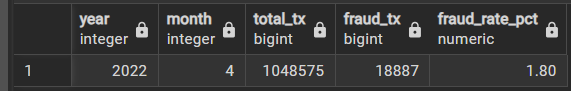 year month total_tx fraud_tx fraud_rate_pct
integer integer bigint bigint numeric
1 2022 4 1048575 18887 1.80